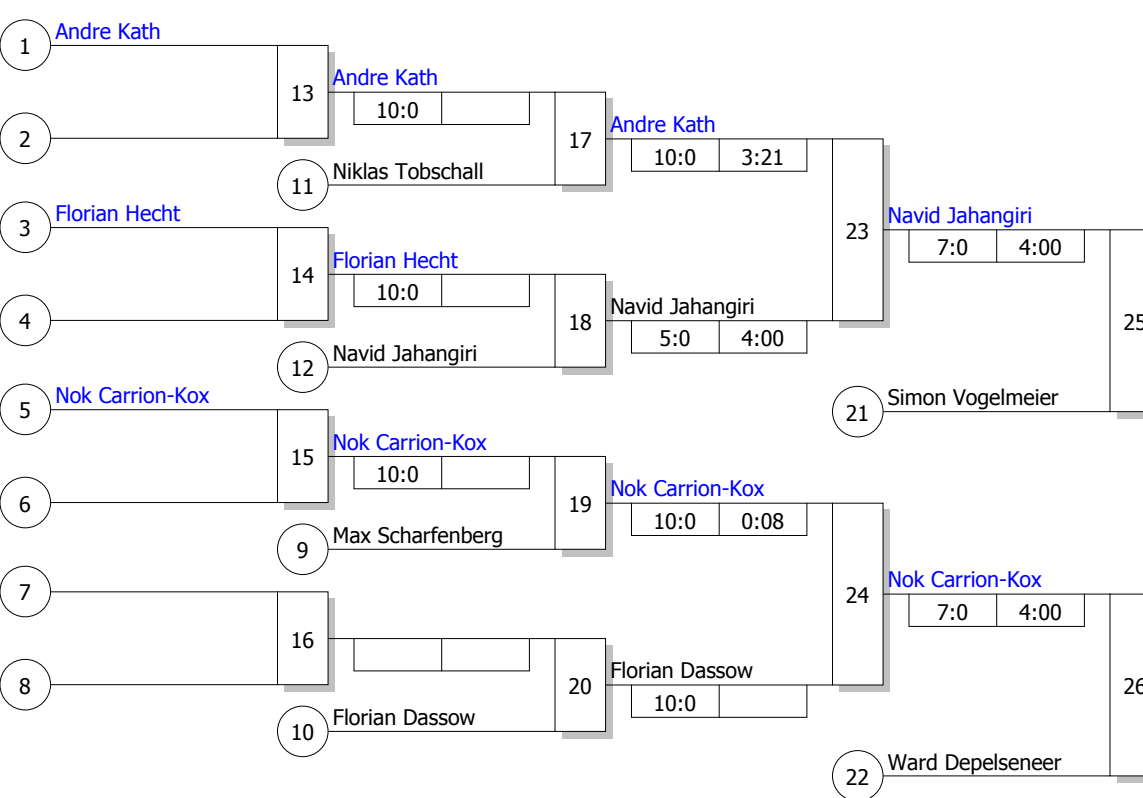 1 Andre Kath
13 Andre Kath
10:0
2
17 Andre Kath
10:0 3:21
11 Niklas Tobschall
3 Florian Hecht
23 Navid Jahangiri
7:0 4:00
14 Florian Hecht
10:0
4
18 Navid Jahangiri
5:0 4:00
12 Navid Jahangiri
25
5 Nok Carrion-Kox
21 Simon Vogelmeier
15 Nok Carrion-Kox
10:0
6
19 Nok Carrion-Kox
10:0 0:08
9 Max Scharfenberg
7
24 Nok Carrion-Kox
7:0 4:00
16
8
20 Florian Dassow
10:0
10 Florian Dassow
26
22 Ward Depelseneer